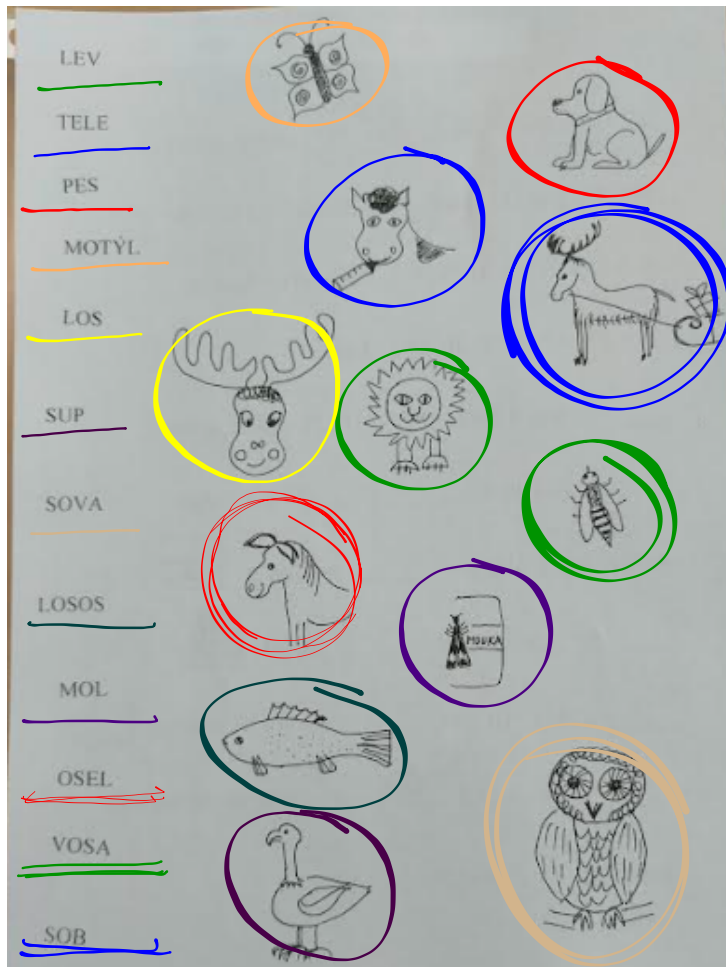 LEV
TELE
PES
MOTÝL
LOS
SUP
SOVA
LOSOS
MOUKA
MOL
OSEL
VOSA
SOB